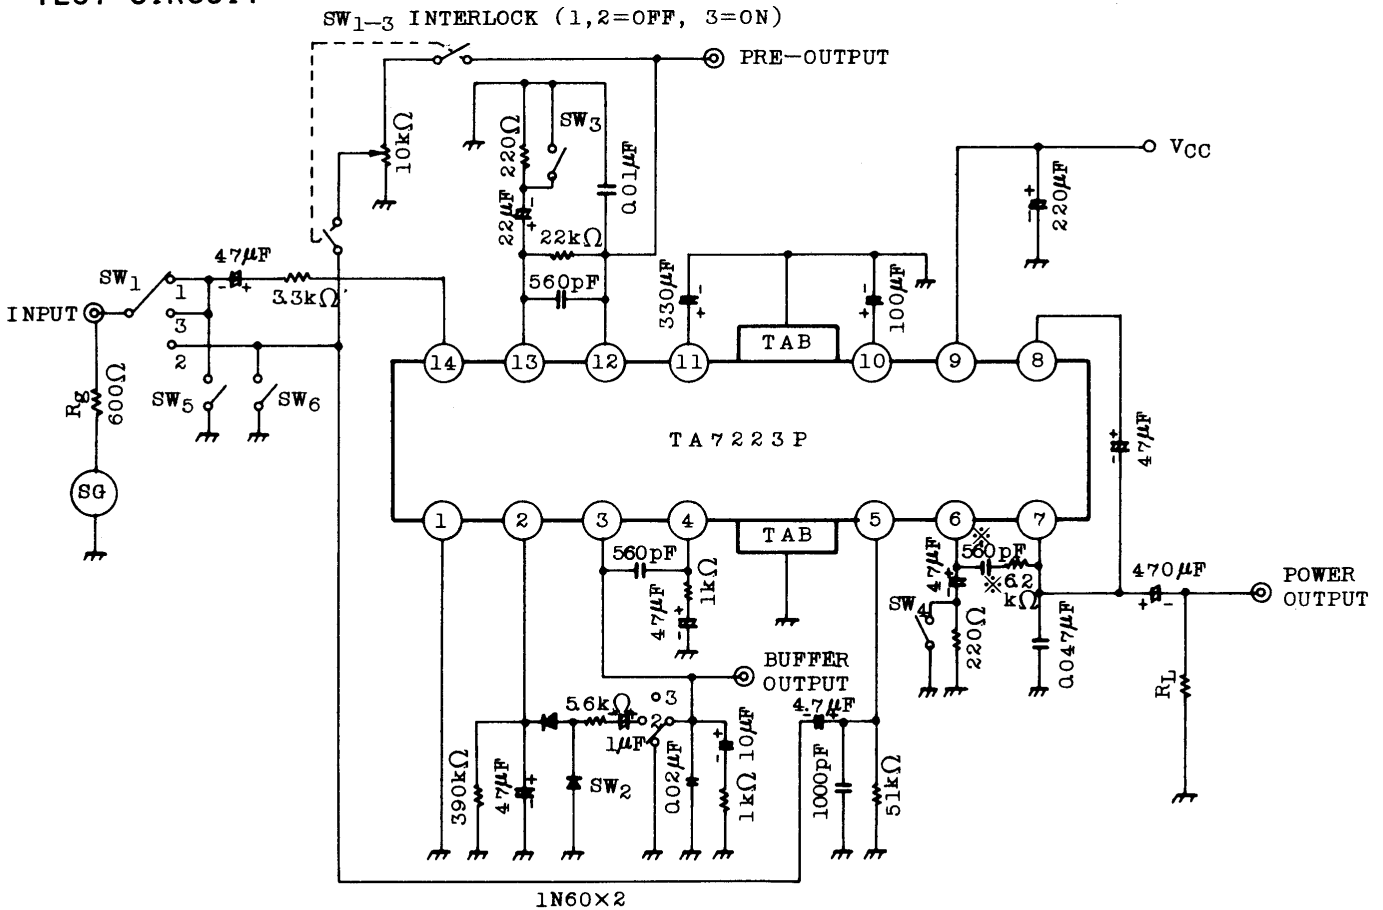 TEST CIRCUIT
SW1–3 INTERLOCK (1,2=OFF, 3=ON)
PRE–OUTPUT
10kΩ
220Ω
SW3
0.01μF
22μF
22kΩ
560pF
VCC
220μF
47μF
SW1
1
3
2
3.3kΩ
INPUT
Rg
600Ω
SW5
SW6
SG
330μF
100μF
TAB
14
13
12
11
10
9
8
TA7223P
47μF
1
2
3
4
5
6
7
TAB
560pF
1kΩ
47μF
47μF
※
560pF
※ 6.2
kΩ
SW4
220Ω
0.047μF
470μF
POWER
OUTPUT
RL
BUFFER
OUTPUT
5.6kΩ
3
2
1μF
4.7μF
390kΩ
47μF
SW2
0.02μF
10μF
1kΩ
1000pF
51kΩ
1N60×2